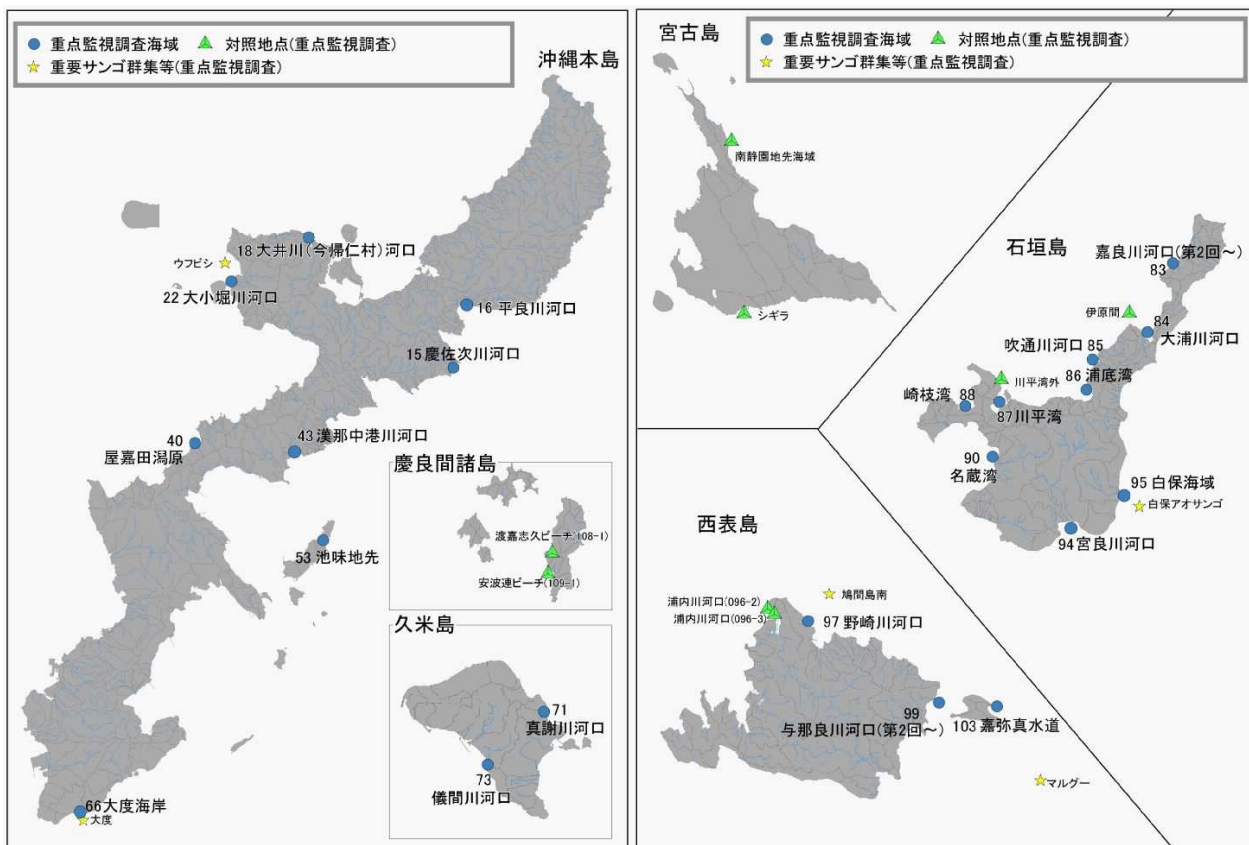 重点監視調査海域
対照地点(重点監視調査)
重要サンゴ群集等(重点監視調査)
沖縄本島
18 大井川(今帰仁村)河口
ウフビシ
22 大小堀川河口
16 平良川河口
15 慶佐次川河口
43 漢那中港川河口
40
屋嘉田潟原
53 池味地先
66 大度海岸
大度
慶良間諸島
渡嘉志久ビーチ(108-1)
安波連ビーチ(109-1)
久米島
71
真謝川河口
73
儀間川河口
宮古島
重点監視調査海域
対照地点(重点監視調査)
重要サンゴ群集等(重点監視調査)
南静園地先海域
シギラ
石垣島
嘉良川河口(第2回～)
83
伊原間
84
大浦川河口
吹通川河口 85
86 浦底湾
川平湾外
崎枝湾 88
87 川平湾
90
名蔵湾
95 白保海域
白保アオサンゴ
94 宮良川河口
西表島
浦内川河口(096-2)
浦内川河口(096-3)
鳩間島南
97 野崎川河口
99
与那良川河口(第2回～)
103 嘉弥真水道
マルグー